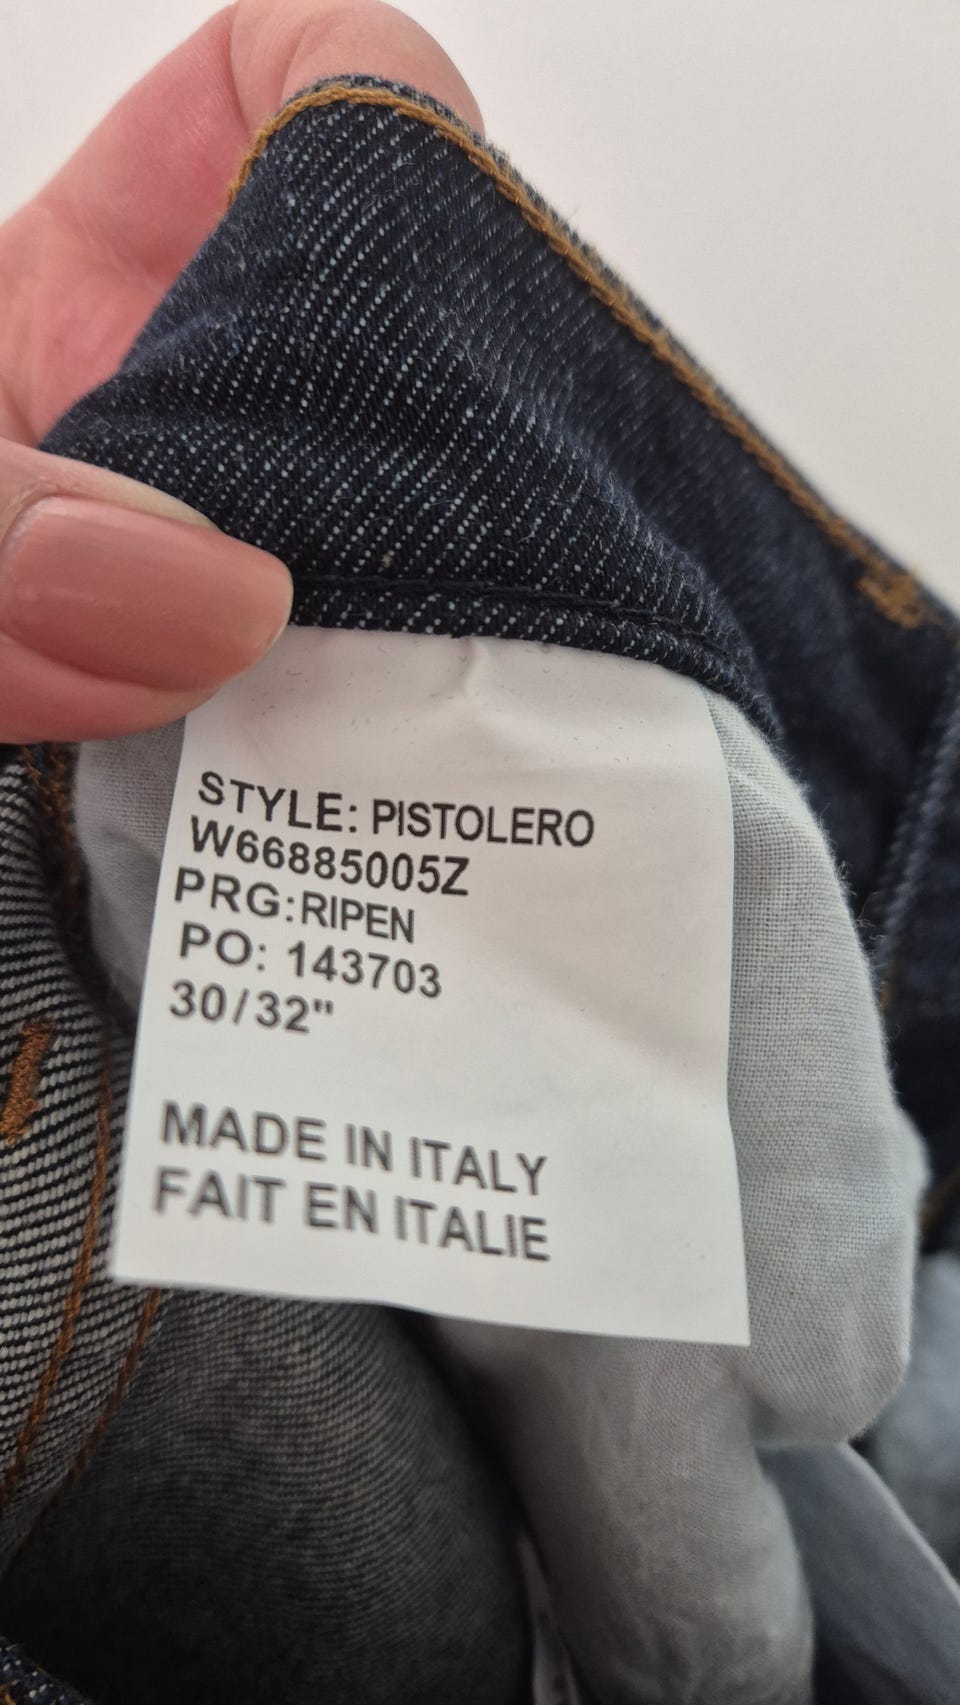 STYLE: PISTOLERO
W66885005Z
PRG:RIPEN
PO: 143703
30/32"
MADE IN ITALY
FAIT EN ITALIE